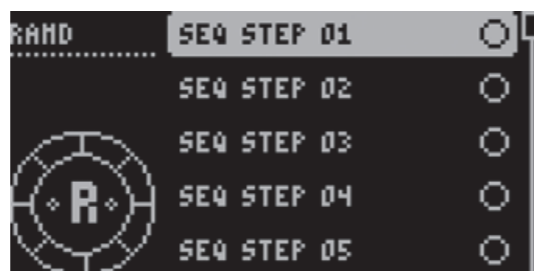 RAND
SEQ STEP 01
SEQ STEP 02
SEQ STEP 03
R
SEQ STEP 04
SEQ STEP 05